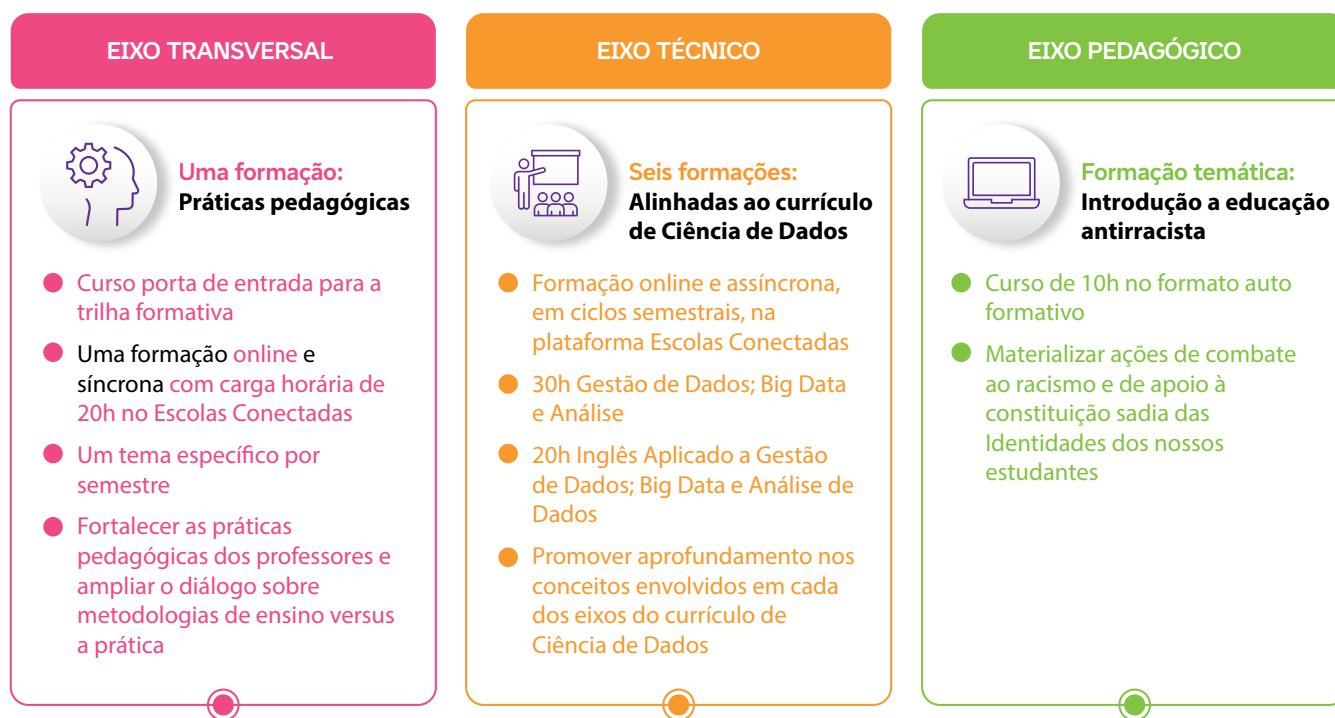 EIXO TRANSVERSAL
Uma formação:
Práticas pedagógicas
Curso porta de entrada para a
trilha formativa
Uma formação online e
síncrona com carga horária de
20h no Escolas Conectadas
Um tema específico por
semestre
Fortalecer as práticas
pedagógicas dos professores e
ampliar o diálogo sobre
metodologias de ensino versus
a prática
EIXO TÉCNICO
Seis formações:
Alinhadas ao currículo
de Ciência de Dados
Formação online e assíncrona,
em ciclos semestrais, na
plataforma Escolas Conectadas
30h Gestão de Dados; Big Data
e Análise
20h Inglês Aplicado a Gestão
de Dados; Big Data e Análise de
Dados
Promover aprofundamento nos
conceitos envolvidos em cada
dos eixos do currículo de
Ciência de Dados
EIXO PEDAGÓGICO
Formação temática:
Introdução a educação
antirracista
Curso de 10h no formato auto
formativo
Materializar ações de combate
ao racismo e de apoio à
constituição sadia das
Identidades dos nossos
estudantes